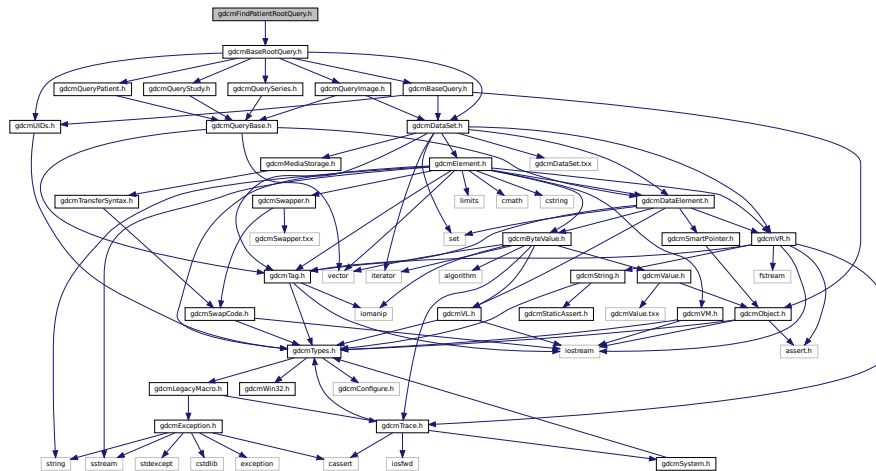 gdcmFindPatientRootQuery.h
gdcmBaseRootQuery.h
gdcmQueryPatient.h
gdcmQueryStudy.h
gdcmQuerySeries.h
gdcmQueryImage.h
gdcmBaseQuery.h
gdcmUIDs.h
gdcmQueryBase.h
gdcmDataSet.h
gdcmMediaStorage.h
gdcmElement.h
gdcmDataSet.txx
gdcmTransferSyntax.h
gdcmSwapper.h
limits
cmath
cstring
gdcmDataElement.h
gdcmSwapper.txx
set
gdcmByteValue.h
gdcmSmartPointer.h
gdcmVR.h
gdcmTag.h
vector
iterator
algorithm
gdcmString.h
gdcmValue.h
fstream
gdcmSwapCode.h
iomanip
gdcmVL.h
gdcmStaticAssert.h
gdcmValue.txx
gdcmVM.h
gdcmObject.h
gdcmTypes.h
iostream
assert.h
gdcmLegacyMacro.h
gdcmWin32.h
gdcmConfigure.h
gdcmException.h
gdcmTrace.h
string
sstream
stdexcept
cstdlib
exception
cassert
iosfwd
gdcmSystem.h